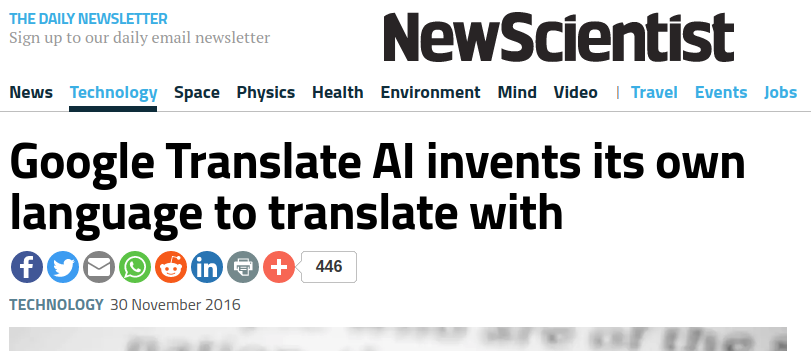 THE DAILY NEWSLETTER
Sign up to our daily email newsletter
NewScientist
News Technology Space Physics Health Environment Mind Video | Travel Events Jobs
Google Translate AI invents its own
language to translate with
446
TECHNOLOGY 30 November 2016